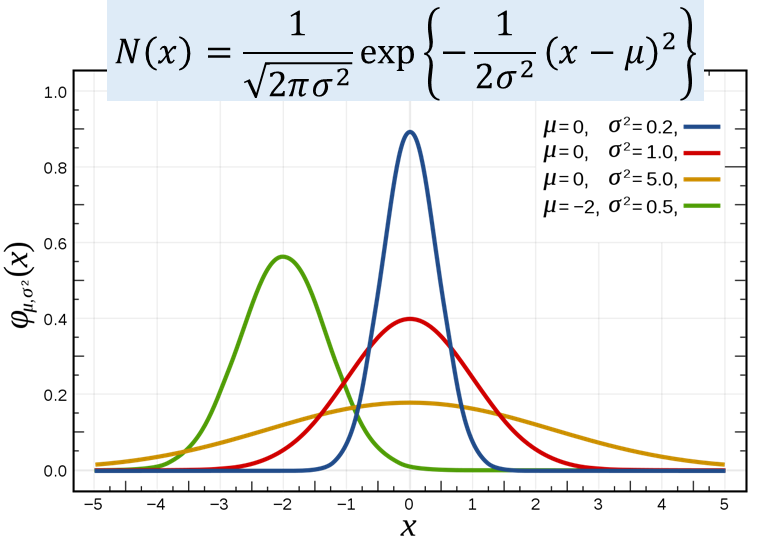 N(x) = 1/√(2πσ²) exp{−1/(2σ²) (x − μ)²}
μ=0, σ²=0.2,
μ=0, σ²=1.0,
μ=0, σ²=5.0,
μ=−2, σ²=0.5,
φμ,σ²(x)
1.0
0.8
0.6
0.4
0.2
0.0
−5 −4 −3 −2 −1 0 1 2 3 4 5
x